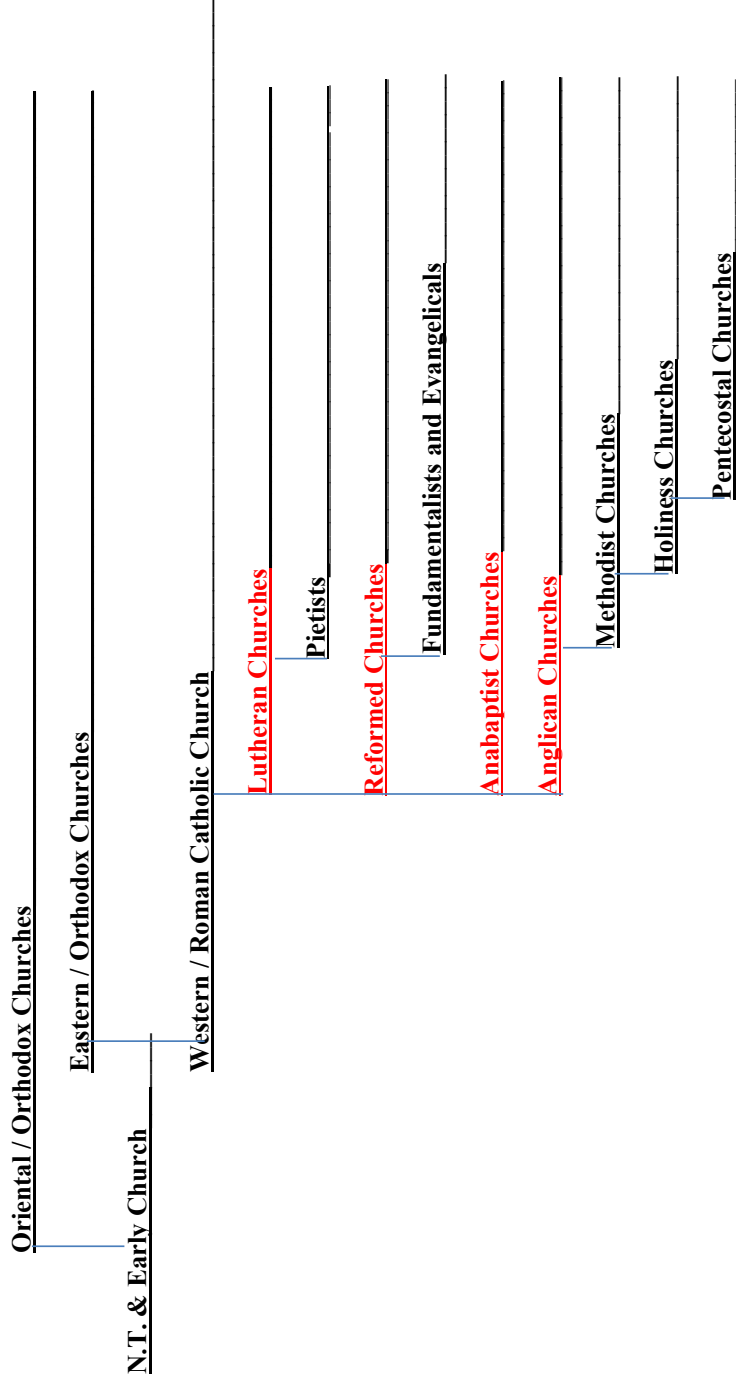 Oriental / Orthodox Churches
Eastern / Orthodox Churches
N.T. & Early Church
Western / Roman Catholic Church
Lutheran Churches
Pietists
Reformed Churches
Fundamentalists and Evangelicals
Anabaptist Churches
Anglican Churches
Methodist Churches
Holiness Churches
Pentecostal Churches